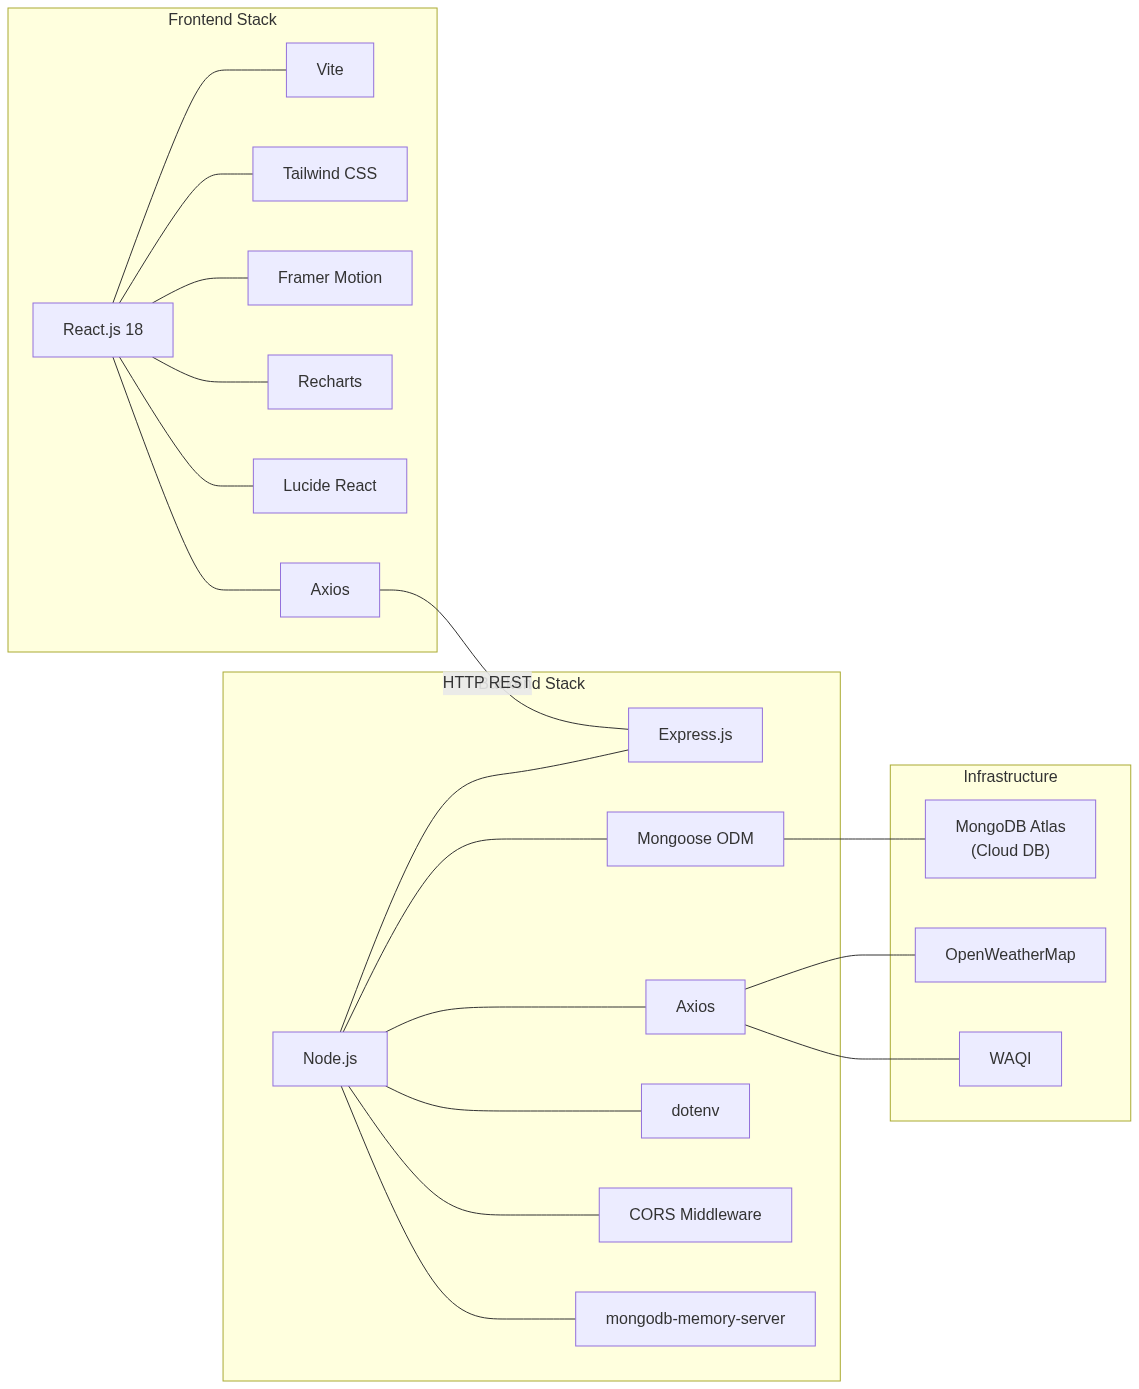 Frontend Stack
Vite
Tailwind CSS
Framer Motion
React.js 18
Recharts
Lucide React
Axios
HTTP REST
d Stack
Express.js
Infrastructure
MongoDB Atlas
(Cloud DB)
Mongoose ODM
OpenWeatherMap
Axios
Node.js
WAQI
dotenv
CORS Middleware
mongodb-memory-server